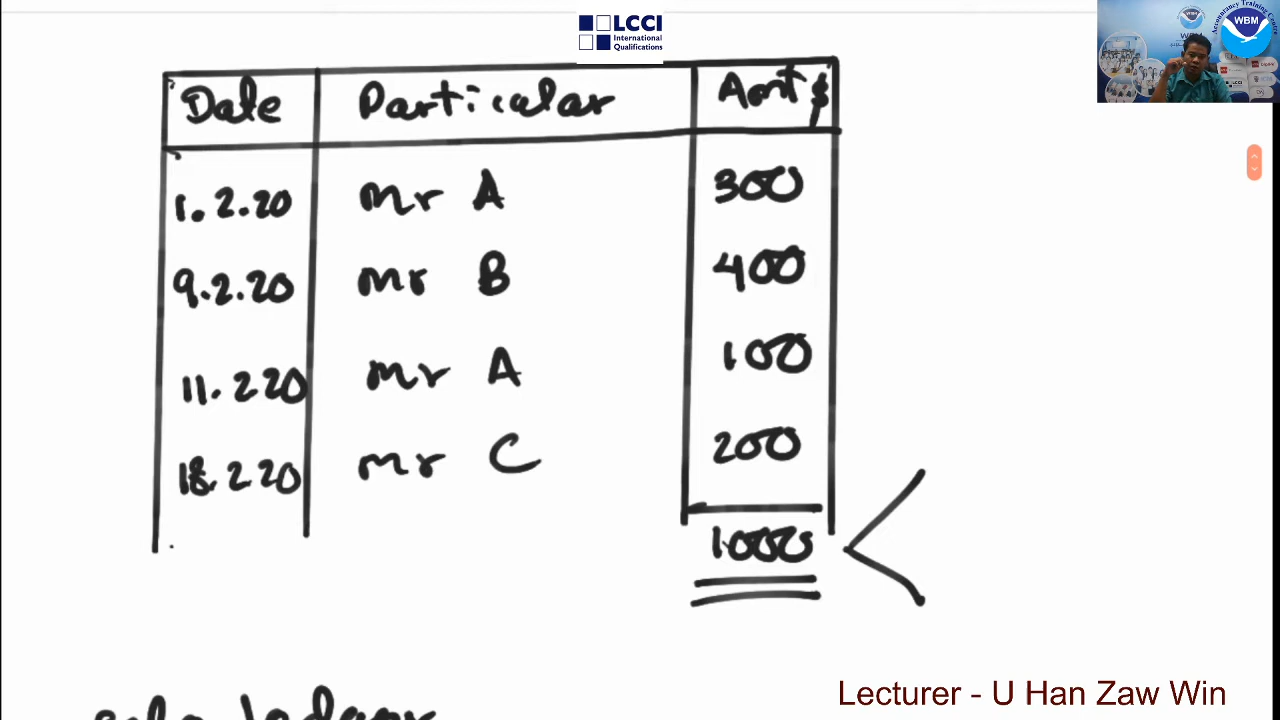 LCCI
International
Qualifications
WBM
Date Particular Amt $
1.2.20 Mr A 300
9.2.20 Mr B 400
11.2 20 Mr A 100
18.2 20 Mr C 200
1000
Lecturer - U Han Zaw Win